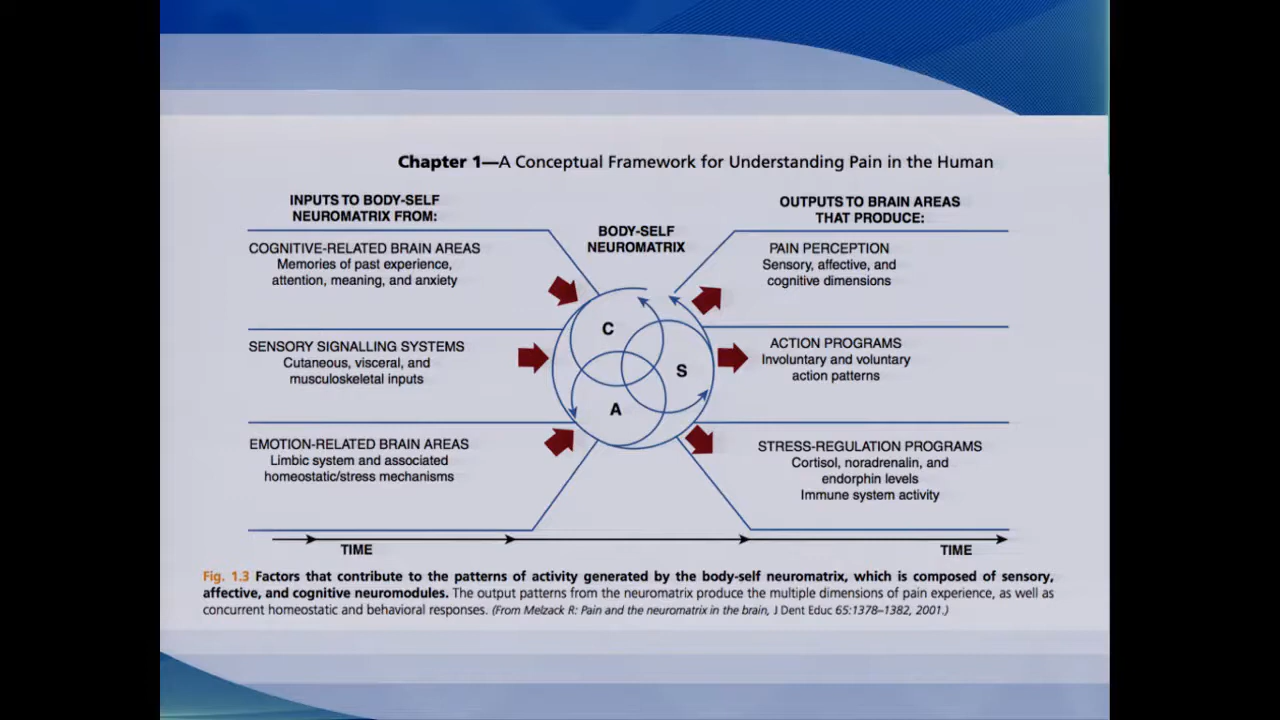 Chapter 1—A Conceptual Framework for Understanding Pain in the Human
INPUTS TO BODY-SELF
NEUROMATRIX FROM:
COGNITIVE-RELATED BRAIN AREAS
Memories of past experience,
attention, meaning, and anxiety
SENSORY SIGNALLING SYSTEMS
Cutaneous, visceral, and
musculoskeletal inputs
EMOTION-RELATED BRAIN AREAS
Limbic system and associated
homeostatic/stress mechanisms
BODY-SELF
NEUROMATRIX
C
S
A
OUTPUTS TO BRAIN AREAS
THAT PRODUCE:
PAIN PERCEPTION
Sensory, affective, and
cognitive dimensions
ACTION PROGRAMS
Involuntary and voluntary
action patterns
STRESS-REGULATION PROGRAMS
Cortisol, noradrenalin, and
endorphin levels
Immune system activity
TIME
TIME
Fig. 1.3 Factors that contribute to the patterns of activity generated by the body-self neuromatrix, which is composed of sensory,
affective, and cognitive neuromodules. The output patterns from the neuromatrix produce the multiple dimensions of pain experience, as well as
concurrent homeostatic and behavioral responses. (From Melzack R: Pain and the neuromatrix in the brain, J Dent Educ 65:1378–1382, 2001.)